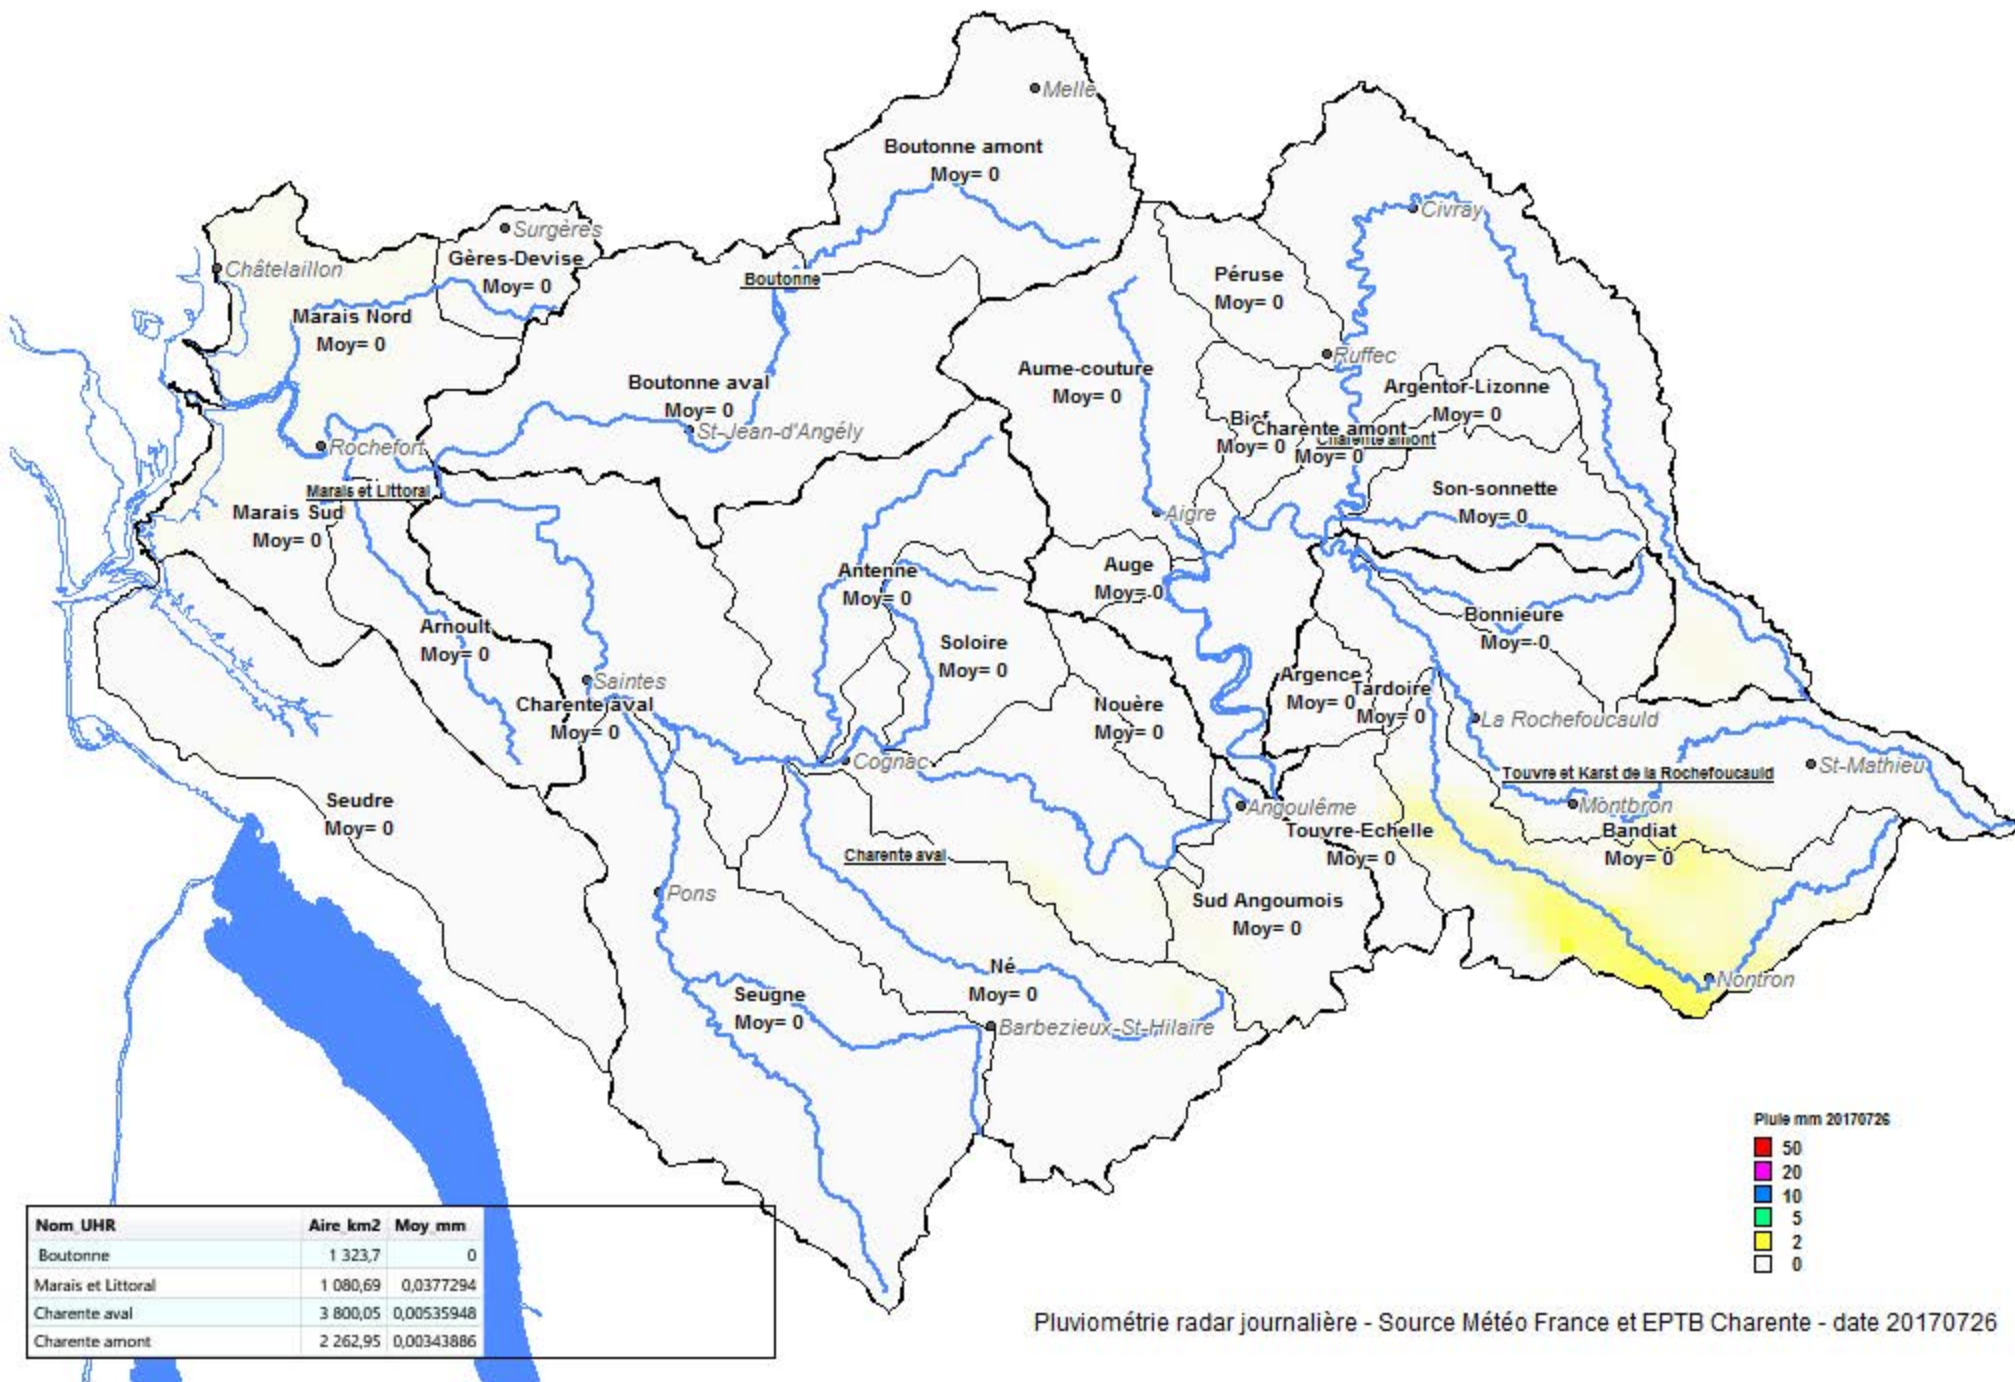 Melle
Boutonne amont
Moy= 0
Civray
Surgères
Gères-Devise
Moy= 0
Châtelaillon
Boutonne
Péruse
Moy= 0
Marais Nord
Moy= 0
Ruffec
Aume-couture
Moy= 0
Boutonne aval
Moy= 0
Argentor-Lizonne
Moy= 0
St-Jean-d'Angély
Bief
Moy= 0
Charente amont
Moy= 0
Charente amont
Rochefort
Marais et Littoral
Son-sonnette
Moy= 0
Marais Sud
Moy= 0
Aigre
Antenne
Moy= 0
Auge
Moy= 0
Bonnieure
Moy= 0
Arnoult
Moy= 0
Soloire
Moy= 0
Saintes
Argence
Moy= 0
Tardoire
Moy= 0
Charente aval
Moy= 0
Nouère
Moy= 0
La Rochefoucauld
Cognac
Touvre et Karst de la Rochefoucauld
St-Mathieu
Seudre
Moy= 0
Angoulême
Montbron
Touvre-Echelle
Moy= 0
Bandiat
Moy= 0
Charente aval
Pons
Sud Angoumois
Moy= 0
Né
Moy= 0
Nontron
Seugne
Moy= 0
Barbezieux-St-Hilaire
Pluie mm 20170726
50
20
10
5
2
0
Nom_UHR Aire_km2 Moy_mm
Boutonne 1 323,7 0
Marais et Littoral 1 080,69 0,0377294
Charente aval 3 800,05 0,00535948
Charente amont 2 262,95 0,00343886
Pluviométrie radar journalière - Source Météo France et EPTB Charente - date 20170726